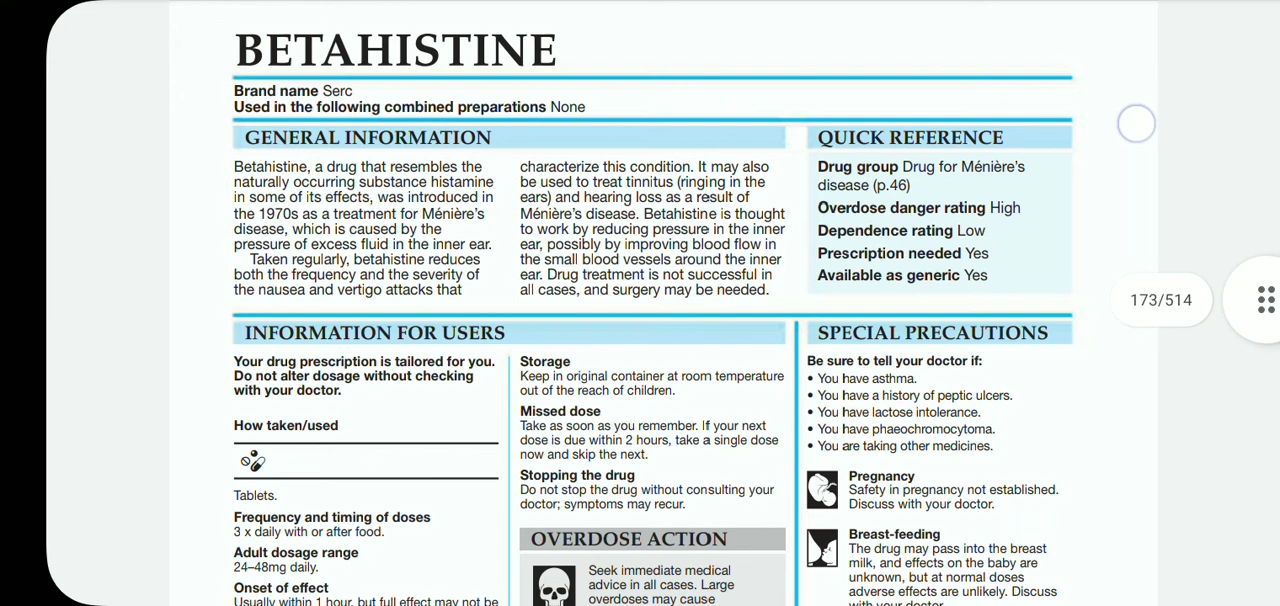 BETAHISTINE
Brand name Serc
Used in the following combined preparations None
GENERAL INFORMATION
Betahistine, a drug that resembles the
naturally occurring substance histamine
in some of its effects, was introduced in
the 1970s as a treatment for Ménière's
disease, which is caused by the
pressure of excess fluid in the inner ear.
Taken regularly, betahistine reduces
both the frequency and the severity of
the nausea and vertigo attacks that
characterize this condition. It may also
be used to treat tinnitus (ringing in the
ears) and hearing loss as a result of
Ménière's disease. Betahistine is thought
to work by reducing pressure in the inner
ear, possibly by improving blood flow in
the small blood vessels around the inner
ear. Drug treatment is not successful in
all cases, and surgery may be needed.
QUICK REFERENCE
Drug group Drug for Ménière's
disease (p.46)
Overdose danger rating High
Dependence rating Low
Prescription needed Yes
Available as generic Yes
173/514
INFORMATION FOR USERS
Your drug prescription is tailored for you.
Do not alter dosage without checking
with your doctor.
How taken/used
Tablets.
Frequency and timing of doses
3 x daily with or after food.
Adult dosage range
24–48mg daily.
Onset of effect
Usually within 1 hour, but full effect may not be
Storage
Keep in original container at room temperature
out of the reach of children.
Missed dose
Take as soon as you remember. If your next
dose is due within 2 hours, take a single dose
now and skip the next.
Stopping the drug
Do not stop the drug without consulting your
doctor; symptoms may recur.
OVERDOSE ACTION
Seek immediate medical
advice in all cases. Large
overdoses may cause
SPECIAL PRECAUTIONS
Be sure to tell your doctor if:
• You have asthma.
• You have a history of peptic ulcers.
• You have lactose intolerance.
• You have phaeochromocytoma.
• You are taking other medicines.
Pregnancy
Safety in pregnancy not established.
Discuss with your doctor.
Breast-feeding
The drug may pass into the breast
milk, and effects on the baby are
unknown, but at normal doses
adverse effects are unlikely. Discuss
with your doctor.